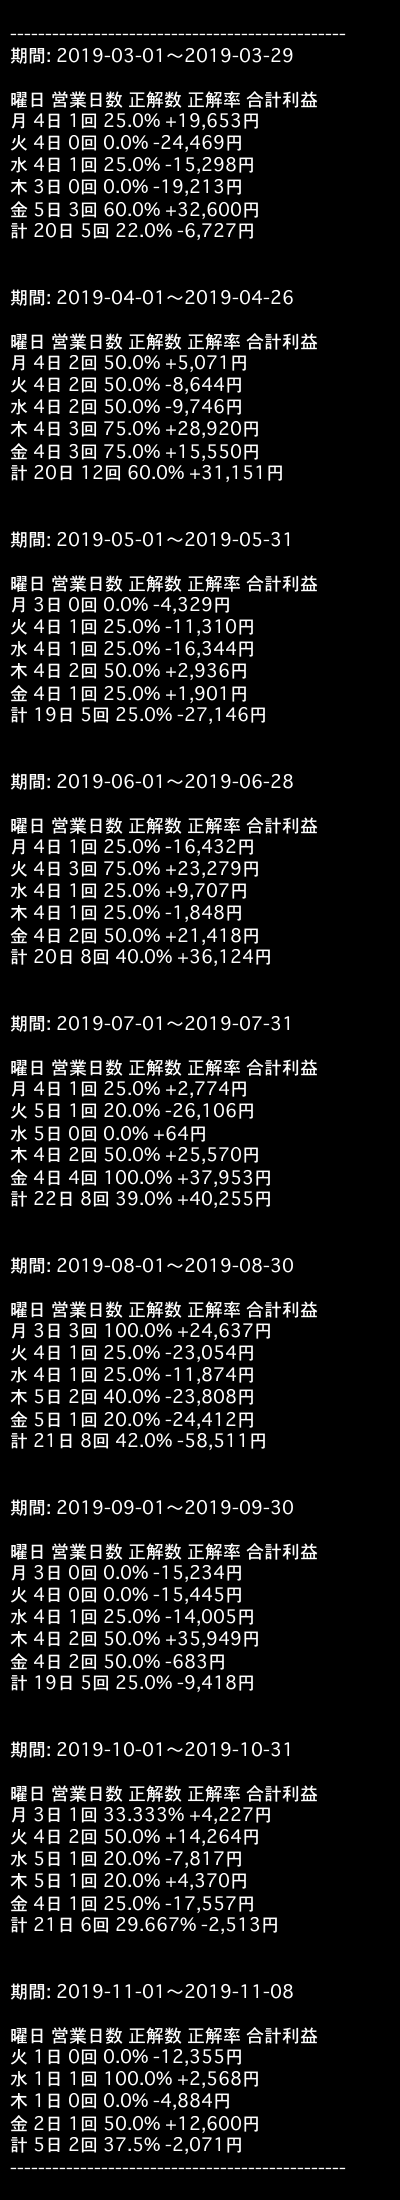 ------------------------------------------------
期間: 2019-03-01〜2019-03-29
曜日 営業日数 正解数 正解率 合計利益
月 4日 1回 25.0% +19,653円
火 4日 0回 0.0% -24,469円
水 4日 1回 25.0% -15,298円
木 3日 0回 0.0% -19,213円
金 5日 3回 60.0% +32,600円
計 20日 5回 22.0% -6,727円
期間: 2019-04-01〜2019-04-26
曜日 営業日数 正解数 正解率 合計利益
月 4日 2回 50.0% +5,071円
火 4日 2回 50.0% -8,644円
水 4日 2回 50.0% -9,746円
木 4日 3回 75.0% +28,920円
金 4日 3回 75.0% +15,550円
計 20日 12回 60.0% +31,151円
期間: 2019-05-01〜2019-05-31
曜日 営業日数 正解数 正解率 合計利益
月 3日 0回 0.0% -4,329円
火 4日 1回 25.0% -11,310円
水 4日 1回 25.0% -16,344円
木 4日 2回 50.0% +2,936円
金 4日 1回 25.0% +1,901円
計 19日 5回 25.0% -27,146円
期間: 2019-06-01〜2019-06-28
曜日 営業日数 正解数 正解率 合計利益
月 4日 1回 25.0% -16,432円
火 4日 3回 75.0% +23,279円
水 4日 1回 25.0% +9,707円
木 4日 1回 25.0% -1,848円
金 4日 2回 50.0% +21,418円
計 20日 8回 40.0% +36,124円
期間: 2019-07-01〜2019-07-31
曜日 営業日数 正解数 正解率 合計利益
月 4日 1回 25.0% +2,774円
火 5日 1回 20.0% -26,106円
水 5日 0回 0.0% +64円
木 4日 2回 50.0% +25,570円
金 4日 4回 100.0% +37,953円
計 22日 8回 39.0% +40,255円
期間: 2019-08-01〜2019-08-30
曜日 営業日数 正解数 正解率 合計利益
月 3日 3回 100.0% +24,637円
火 4日 1回 25.0% -23,054円
水 4日 1回 25.0% -11,874円
木 5日 2回 40.0% -23,808円
金 5日 1回 20.0% -24,412円
計 21日 8回 42.0% -58,511円
期間: 2019-09-01〜2019-09-30
曜日 営業日数 正解数 正解率 合計利益
月 3日 0回 0.0% -15,234円
火 4日 0回 0.0% -15,445円
水 4日 1回 25.0% -14,005円
木 4日 2回 50.0% +35,949円
金 4日 2回 50.0% -683円
計 19日 5回 25.0% -9,418円
期間: 2019-10-01〜2019-10-31
曜日 営業日数 正解数 正解率 合計利益
月 3日 1回 33.333% +4,227円
火 4日 2回 50.0% +14,264円
水 5日 1回 20.0% -7,817円
木 5日 1回 20.0% +4,370円
金 4日 1回 25.0% -17,557円
計 21日 6回 29.667% -2,513円
期間: 2019-11-01〜2019-11-08
曜日 営業日数 正解数 正解率 合計利益
火 1日 0回 0.0% -12,355円
水 1日 1回 100.0% +2,568円
木 1日 0回 0.0% -4,884円
金 2日 1回 50.0% +12,600円
計 5日 2回 37.5% -2,071円
------------------------------------------------